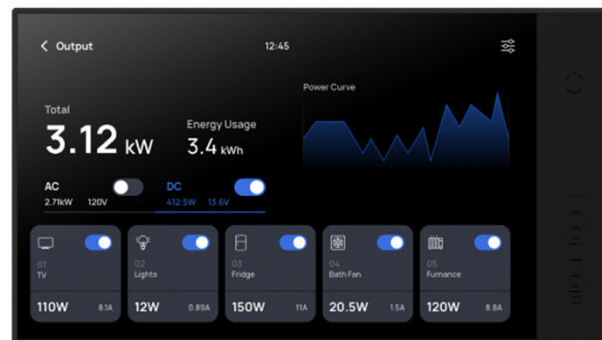 Output
12:45
Power Curve
Total
3.12 kW
Energy Usage
3.4 kWh
AC
2.71kW 120V
DC
412.5W 13.6V
01
TV
110W 8.1A
02
Lights
12W 0.89A
03
Fridge
150W 11A
04
Bath Fan
20.5W 1.5A
05
Furnance
120W 8.8A